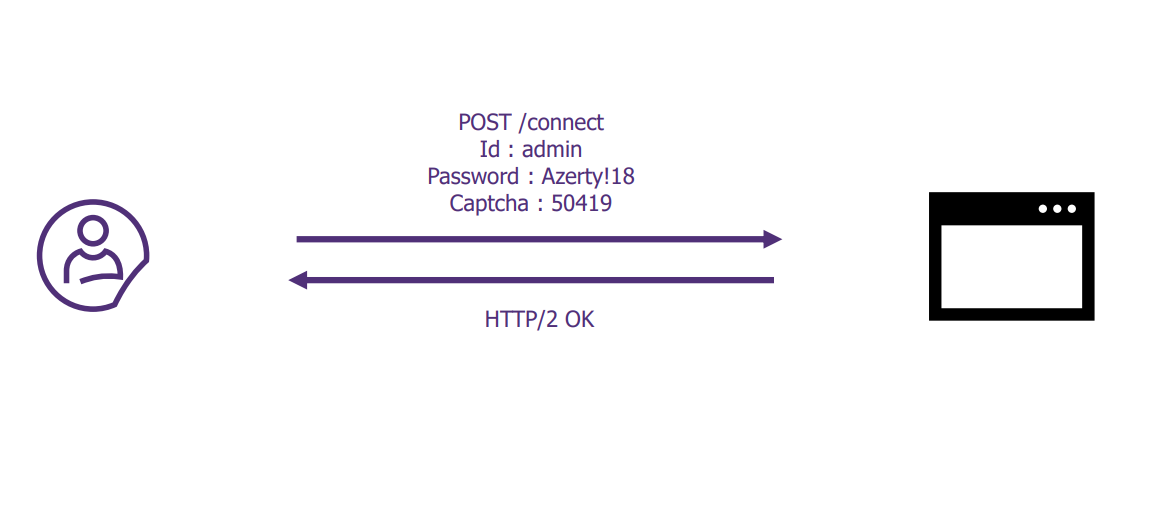 POST /connect
Id : admin
Password : Azerty!18
Captcha : 50419
HTTP/2 OK